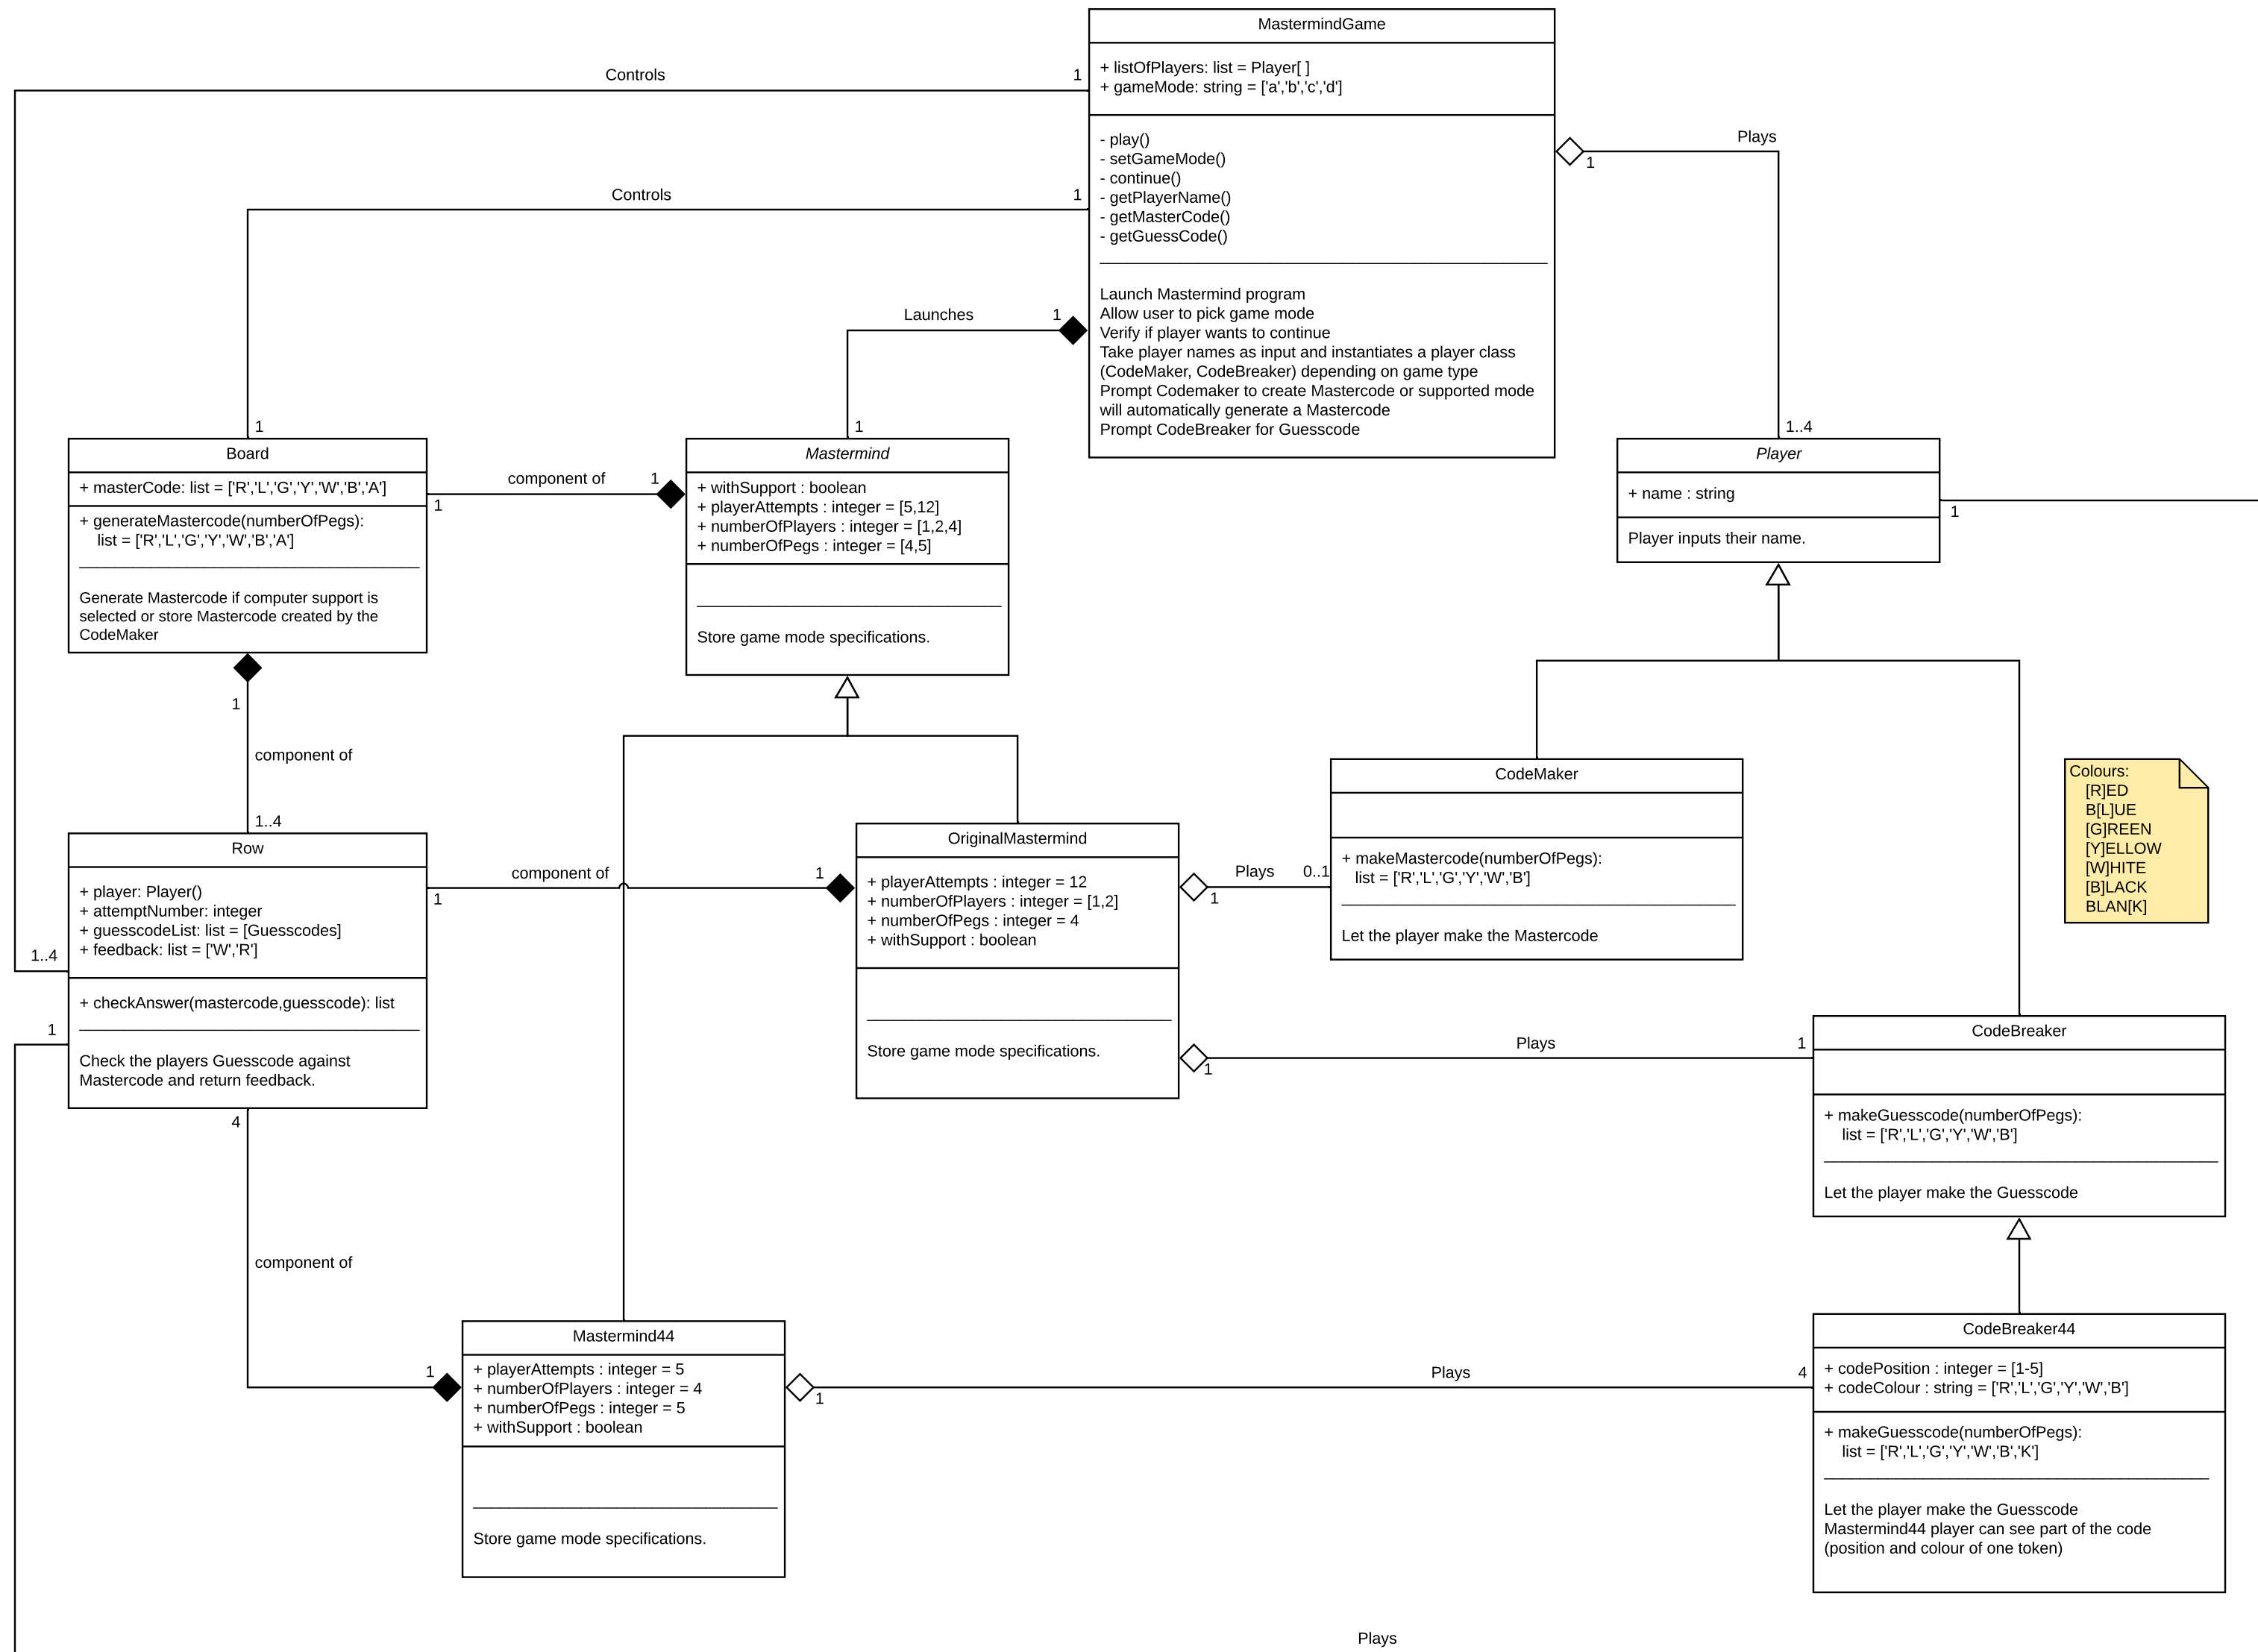 MastermindGame
+ listOfPlayers: list = Player[ ]
+ gameMode: string = ['a','b','c','d']
- play()
- setGameMode()
- continue()
- getPlayerName()
- getMasterCode()
- getGuessCode()
Launch Mastermind program
Allow user to pick game mode
Verify if player wants to continue
Take player names as input and instantiates a player class
(CodeMaker, CodeBreaker) depending on game type
Prompt Codemaker to create Mastercode or supported mode
will automatically generate a Mastercode
Prompt CodeBreaker for Guesscode
Controls
1
Controls
1
Launches
1
Plays
1
1
1
1..4
Board
+ masterCode: list = ['R','L','G','Y','W','B','A']
+ generateMastercode(numberOfPegs):
list = ['R','L','G','Y','W','B','A']
Generate Mastercode if computer support is
selected or store Mastercode created by the
CodeMaker
component of
1
1
Mastermind
+ withSupport : boolean
+ playerAttempts : integer = [5,12]
+ numberOfPlayers : integer = [1,2,4]
+ numberOfPegs : integer = [4,5]
Store game mode specifications.
Player
+ name : string
Player inputs their name.
1
1
component of
1..4
Row
+ player: Player()
+ attemptNumber: integer
+ guesscodeList: list = [Guesscodes]
+ feedback: list = ['W','R']
+ checkAnswer(mastercode,guesscode): list
Check the players Guesscode against
Mastercode and return feedback.
1..4
1
4
component of
1
1
OriginalMastermind
+ playerAttempts : integer = 12
+ numberOfPlayers : integer = [1,2]
+ numberOfPegs : integer = 4
+ withSupport : boolean
Store game mode specifications.
Plays
0..1
1
CodeMaker
+ makeMastercode(numberOfPegs):
list = ['R','L','G','Y','W','B']
Let the player make the Mastercode
Colours:
[R]ED
B[L]UE
[G]REEN
[Y]ELLOW
[W]HITE
[B]LACK
BLAN[K]
Plays
1
1
CodeBreaker
+ makeGuesscode(numberOfPegs):
list = ['R','L','G','Y','W','B']
Let the player make the Guesscode
component of
1
Mastermind44
+ playerAttempts : integer = 5
+ numberOfPlayers : integer = 4
+ numberOfPegs : integer = 5
+ withSupport : boolean
Store game mode specifications.
Plays
1
4
CodeBreaker44
+ codePosition : integer = [1-5]
+ codeColour : string = ['R','L','G','Y','W','B']
+ makeGuesscode(numberOfPegs):
list = ['R','L','G','Y','W','B','K']
Let the player make the Guesscode
Mastermind44 player can see part of the code
(position and colour of one token)
Plays